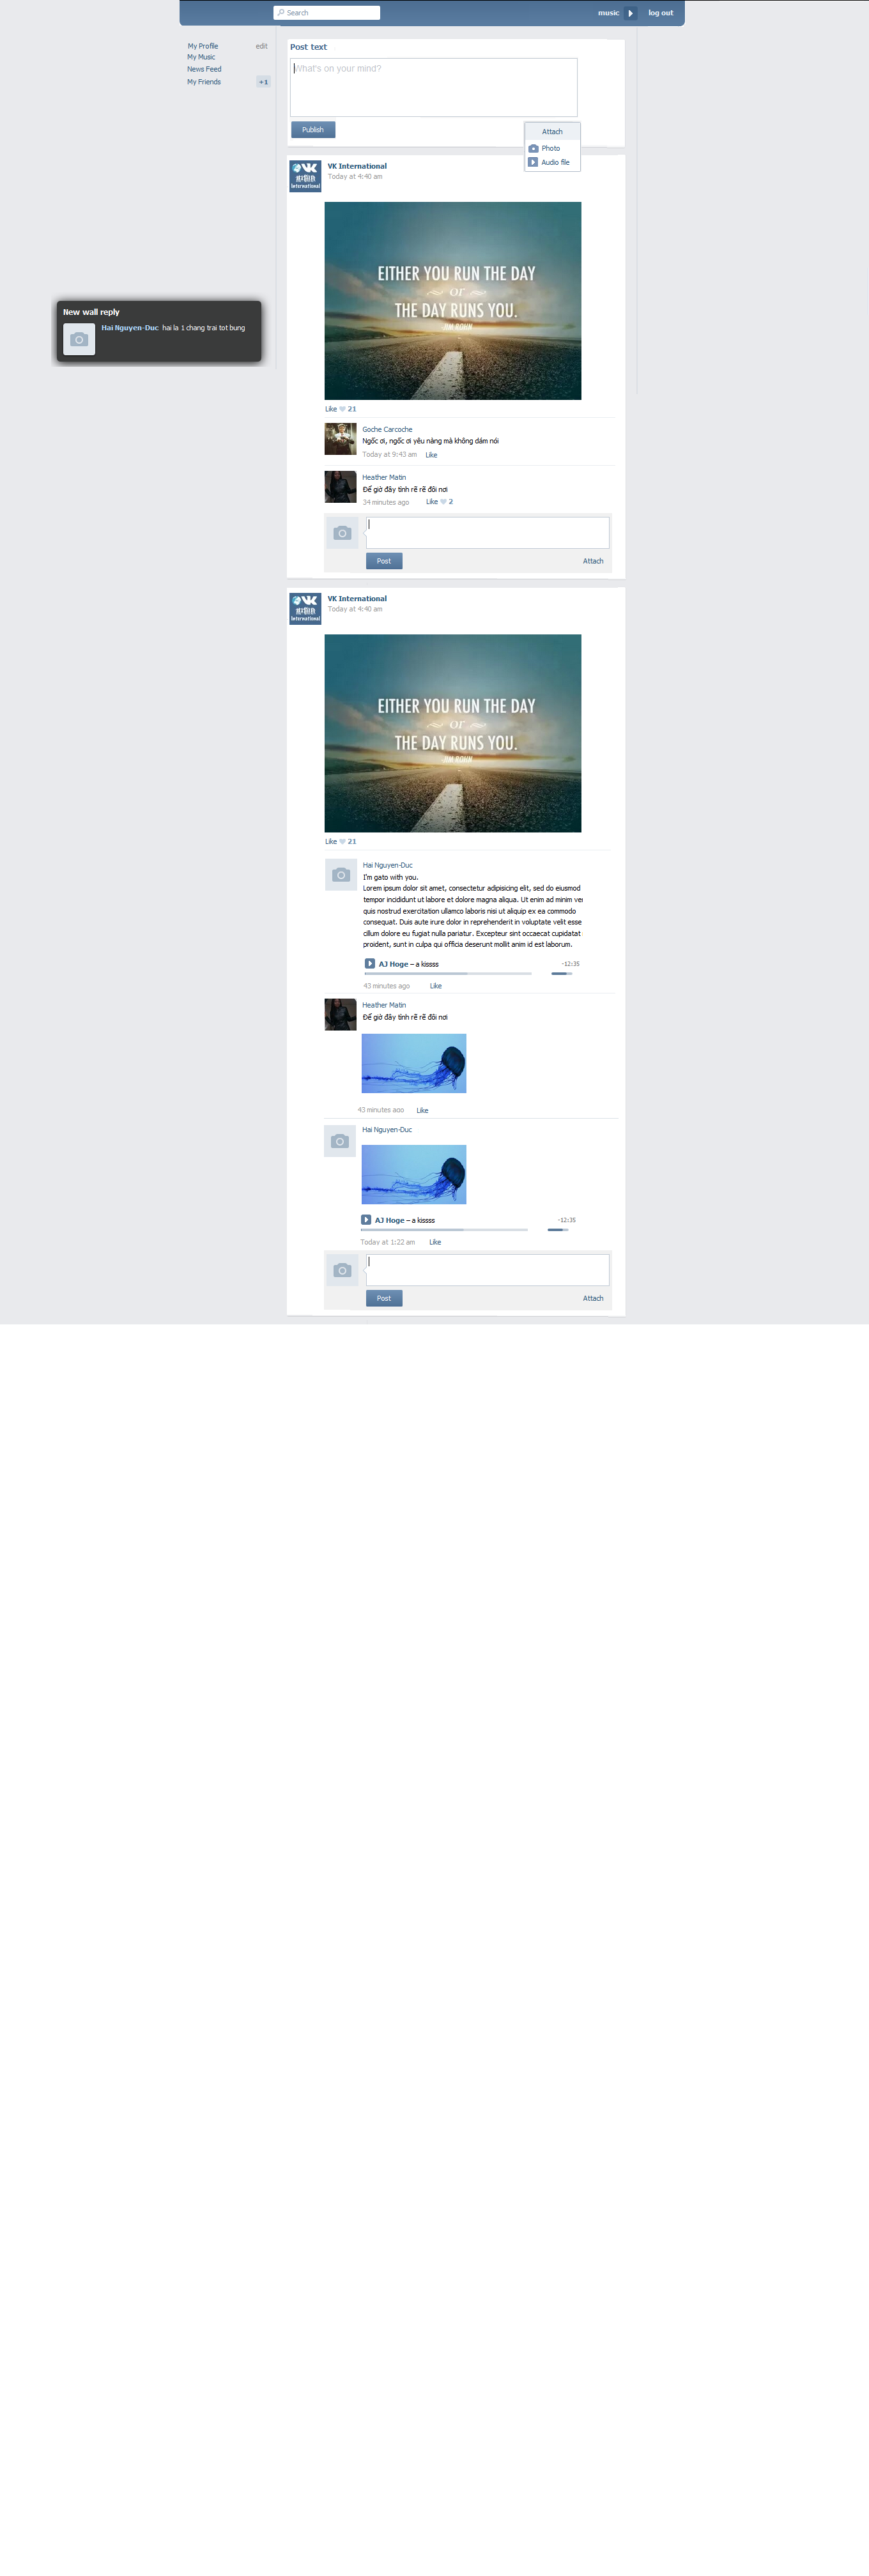 Search
music
log out
My Profile
edit
My Music
News Feed
My Friends
+1
Post text
What's on your mind?
Publish
Attach
Photo
Audio file
VK International
Today at 4:40 am
VK
International
EITHER YOU RUN THE DAY
or
THE DAY RUNS YOU.
JIM ROHN
New wall reply
Hai Nguyen-Duc hai la 1 chang trai tot bung
Like 21
Goche Carcoche
Ngốc ơi, ngốc ơi yêu nàng mà không dám nói
Today at 9:43 am Like
Heather Matin
Để giờ đây tình rẽ rẽ đôi nơi
34 minutes ago Like 2
Post
Attach
VK International
Today at 4:40 am
VK
International
EITHER YOU RUN THE DAY
or
THE DAY RUNS YOU.
JIM ROHN
Like 21
Hai Nguyen-Duc
I'm gato with you.
Lorem ipsum dolor sit amet, consectetur adipisicing elit, sed do eiusmod
tempor incididunt ut labore et dolore magna aliqua. Ut enim ad minim ver
quis nostrud exercitation ullamco laboris nisi ut aliquip ex ea commodo
consequat. Duis aute irure dolor in reprehenderit in voluptate velit esse
cillum dolore eu fugiat nulla pariatur. Excepteur sint occaecat cupidatat
proident, sunt in culpa qui officia deserunt mollit anim id est laborum.
AJ Hoge – a kissss
-12:35
43 minutes ago Like
Heather Matin
Để giờ đây tình rẽ rẽ đôi nơi
43 minutes ago Like
Hai Nguyen-Duc
AJ Hoge – a kissss
-12:35
Today at 1:22 am Like
Post
Attach